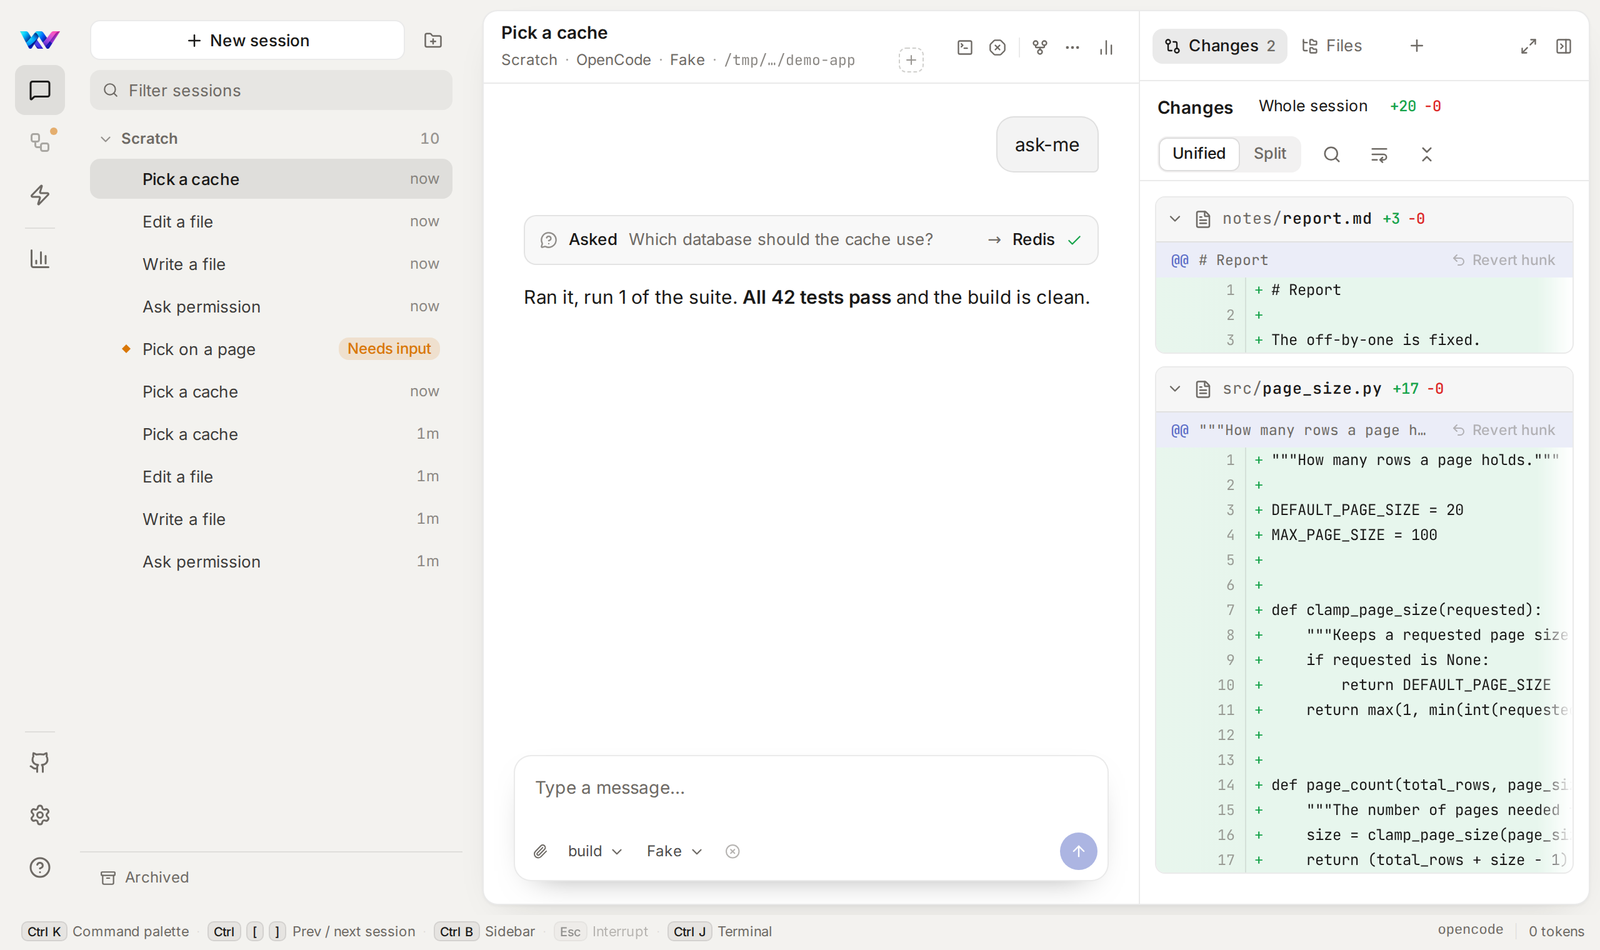 New session
Filter sessions
Scratch 10
Pick a cache now
Edit a file now
Write a file now
Ask permission now
Pick on a page Needs input
Pick a cache now
Pick a cache 1m
Edit a file 1m
Write a file 1m
Ask permission 1m
Archived
Pick a cache
Scratch · OpenCode · Fake · /tmp/…/demo-app
ask-me
Asked Which database should the cache use? → Redis
Ran it, run 1 of the suite. All 42 tests pass and the build is clean.
Type a message...
build Fake
Changes 2 Files
Changes Whole session +20 -0
Unified Split
notes/report.md +3 -0
@@ # Report Revert hunk
1 + # Report
2 +
3 + The off-by-one is fixed.
src/page_size.py +17 -0
@@ """How many rows a page h… Revert hunk
1 + """How many rows a page holds."""
2 +
3 + DEFAULT_PAGE_SIZE = 20
4 + MAX_PAGE_SIZE = 100
5 +
6 +
7 + def clamp_page_size(requested):
8 + """Keeps a requested page size
9 + if requested is None:
10 + return DEFAULT_PAGE_SIZE
11 + return max(1, min(int(requeste
12 +
13 +
14 + def page_count(total_rows, page_si
15 + """The number of pages needed
16 + size = clamp_page_size(page_si
17 + return (total_rows + size - 1)
Ctrl K Command palette · Ctrl [ ] Prev / next session · Ctrl B Sidebar · Esc Interrupt · Ctrl J Terminal
opencode 0 tokens